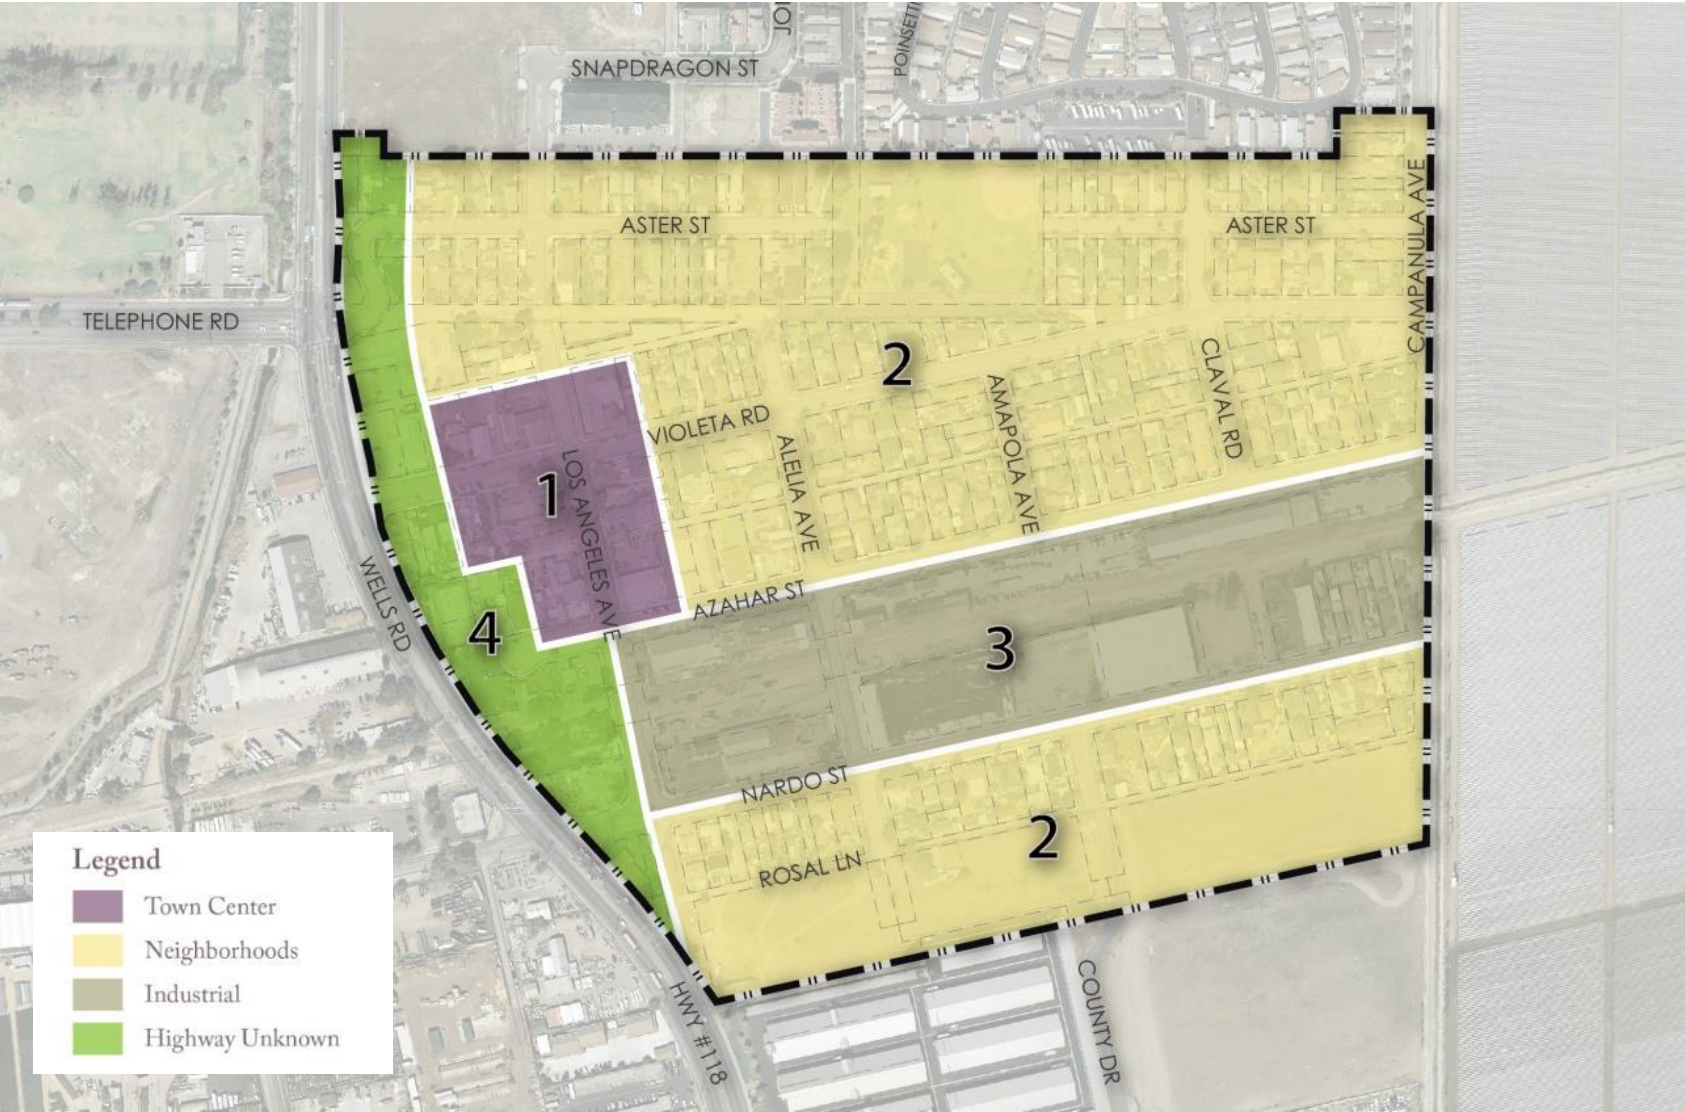 JOI
POINSETTI
SNAPDRAGON ST
ASTER ST
ASTER ST
CAMPANULA AVE
TELEPHONE RD
2
CLAVAL RD
AMAPOLA AVE
VIOLETA RD
ALELIA AVE
LOS ANGELES AVE
1
WELLS RD
AZAHAR ST
4
3
NARDO ST
2
ROSAL LN
HWY #118
COUNTY DR
Legend
Town Center
Neighborhoods
Industrial
Highway Unknown